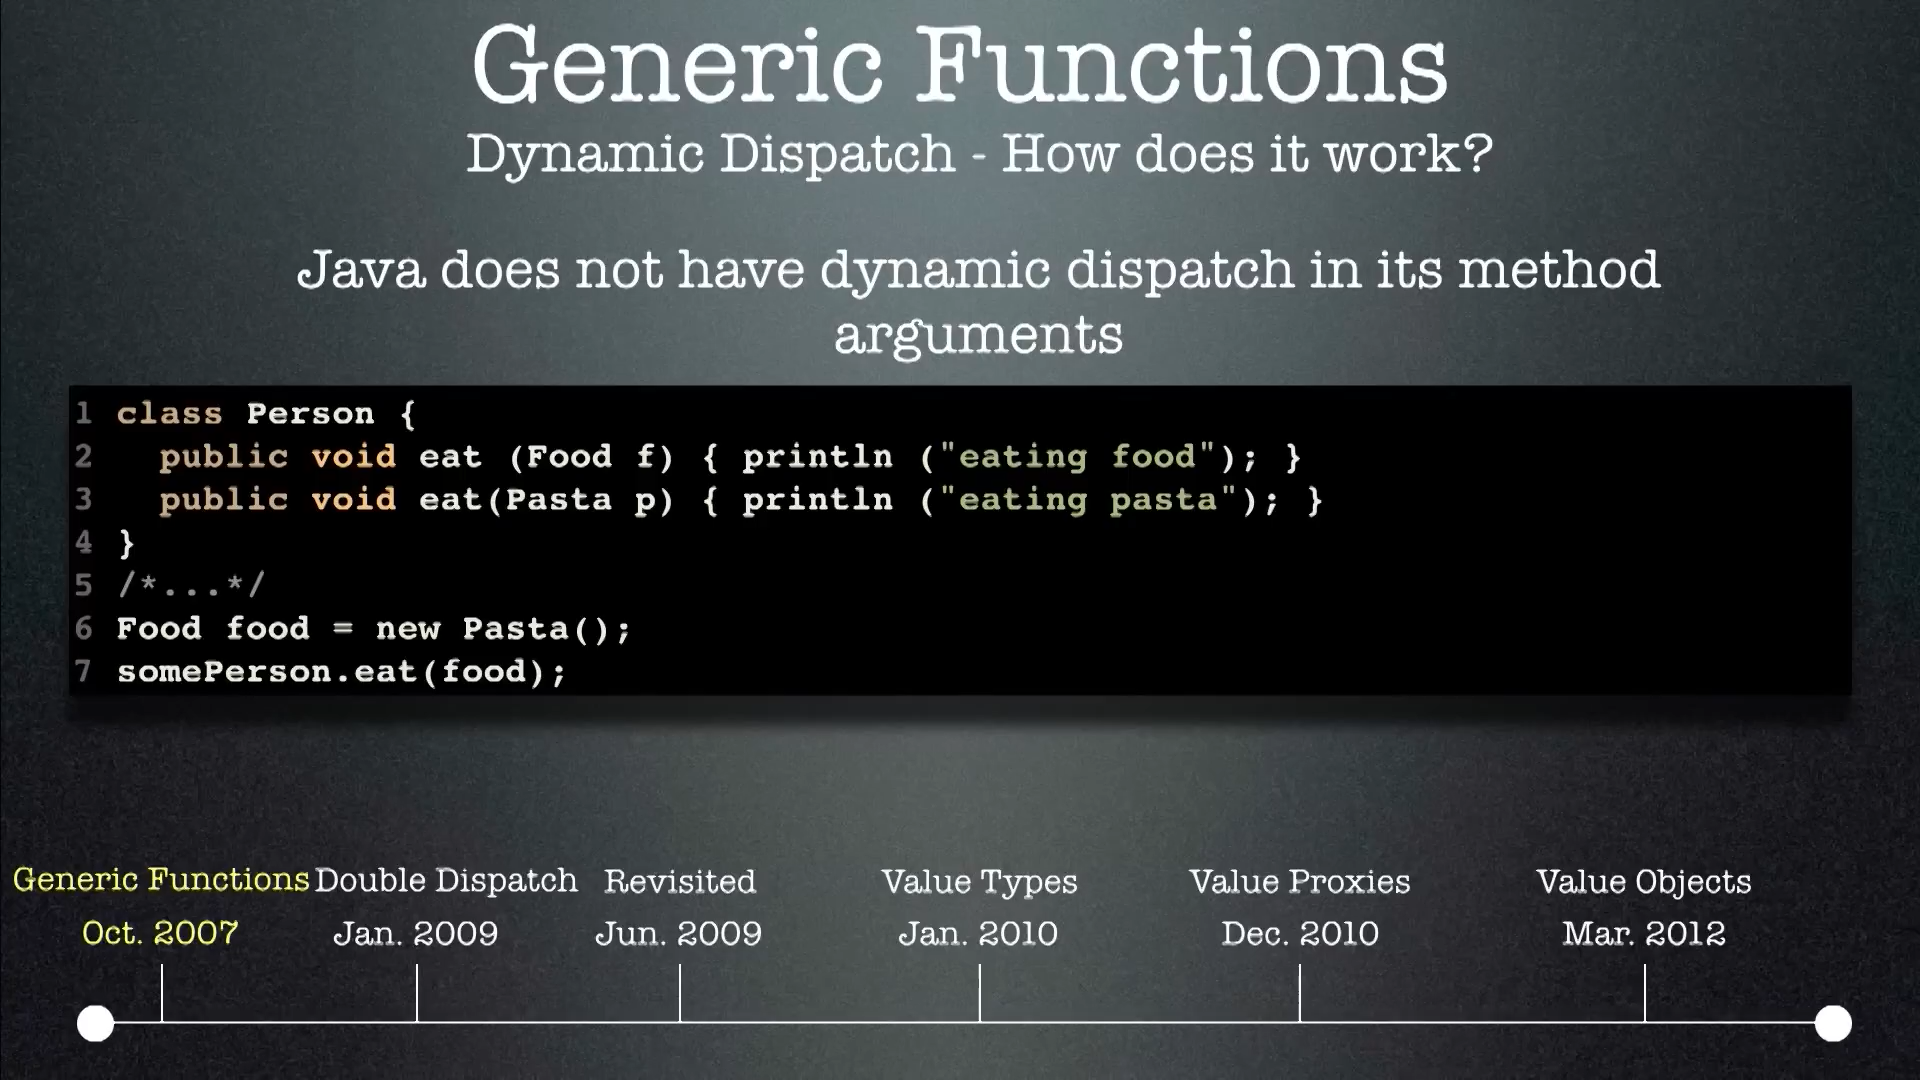 Generic Functions
Dynamic Dispatch - How does it work?
Java does not have dynamic dispatch in its method
arguments
1 class Person {
2   public void eat (Food f) { println ("eating food"); }
3   public void eat(Pasta p) { println ("eating pasta"); }
4 }
5 /*...*/
6 Food food = new Pasta();
7 somePerson.eat(food);
Generic Functions Double Dispatch Revisited Value Types Value Proxies Value Objects
Oct. 2007 Jan. 2009 Jun. 2009 Jan. 2010 Dec. 2010 Mar. 2012